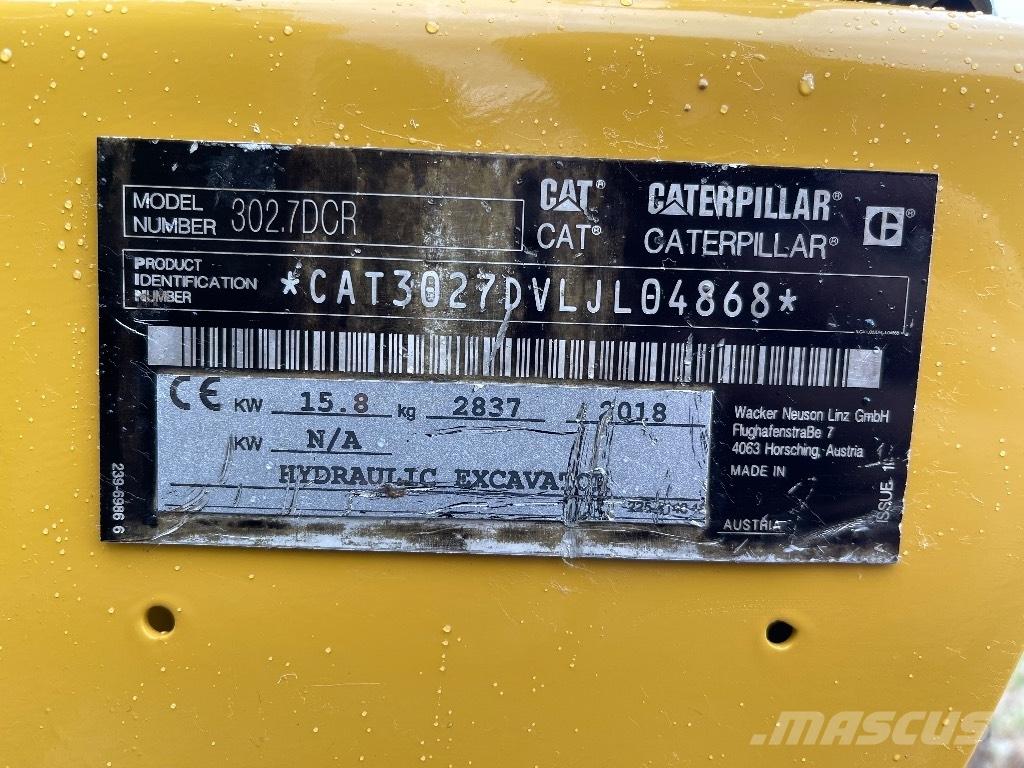 MODEL NUMBER 302.7DCR
CAT® CATERPILLAR®
CAT® CATERPILLAR®
PRODUCT IDENTIFICATION NUMBER *CAT3027DVLJL04868*
CE KW 15.8 kg 2837 2018
KW N/A
HYDRAULIC EXCAVATOR
Wacker Neuson Linz GmbH
Flughafenstraße 7
4063 Horsching, Austria
MADE IN
AUSTRIA
239-6986 6
ISSUE
MASCUS